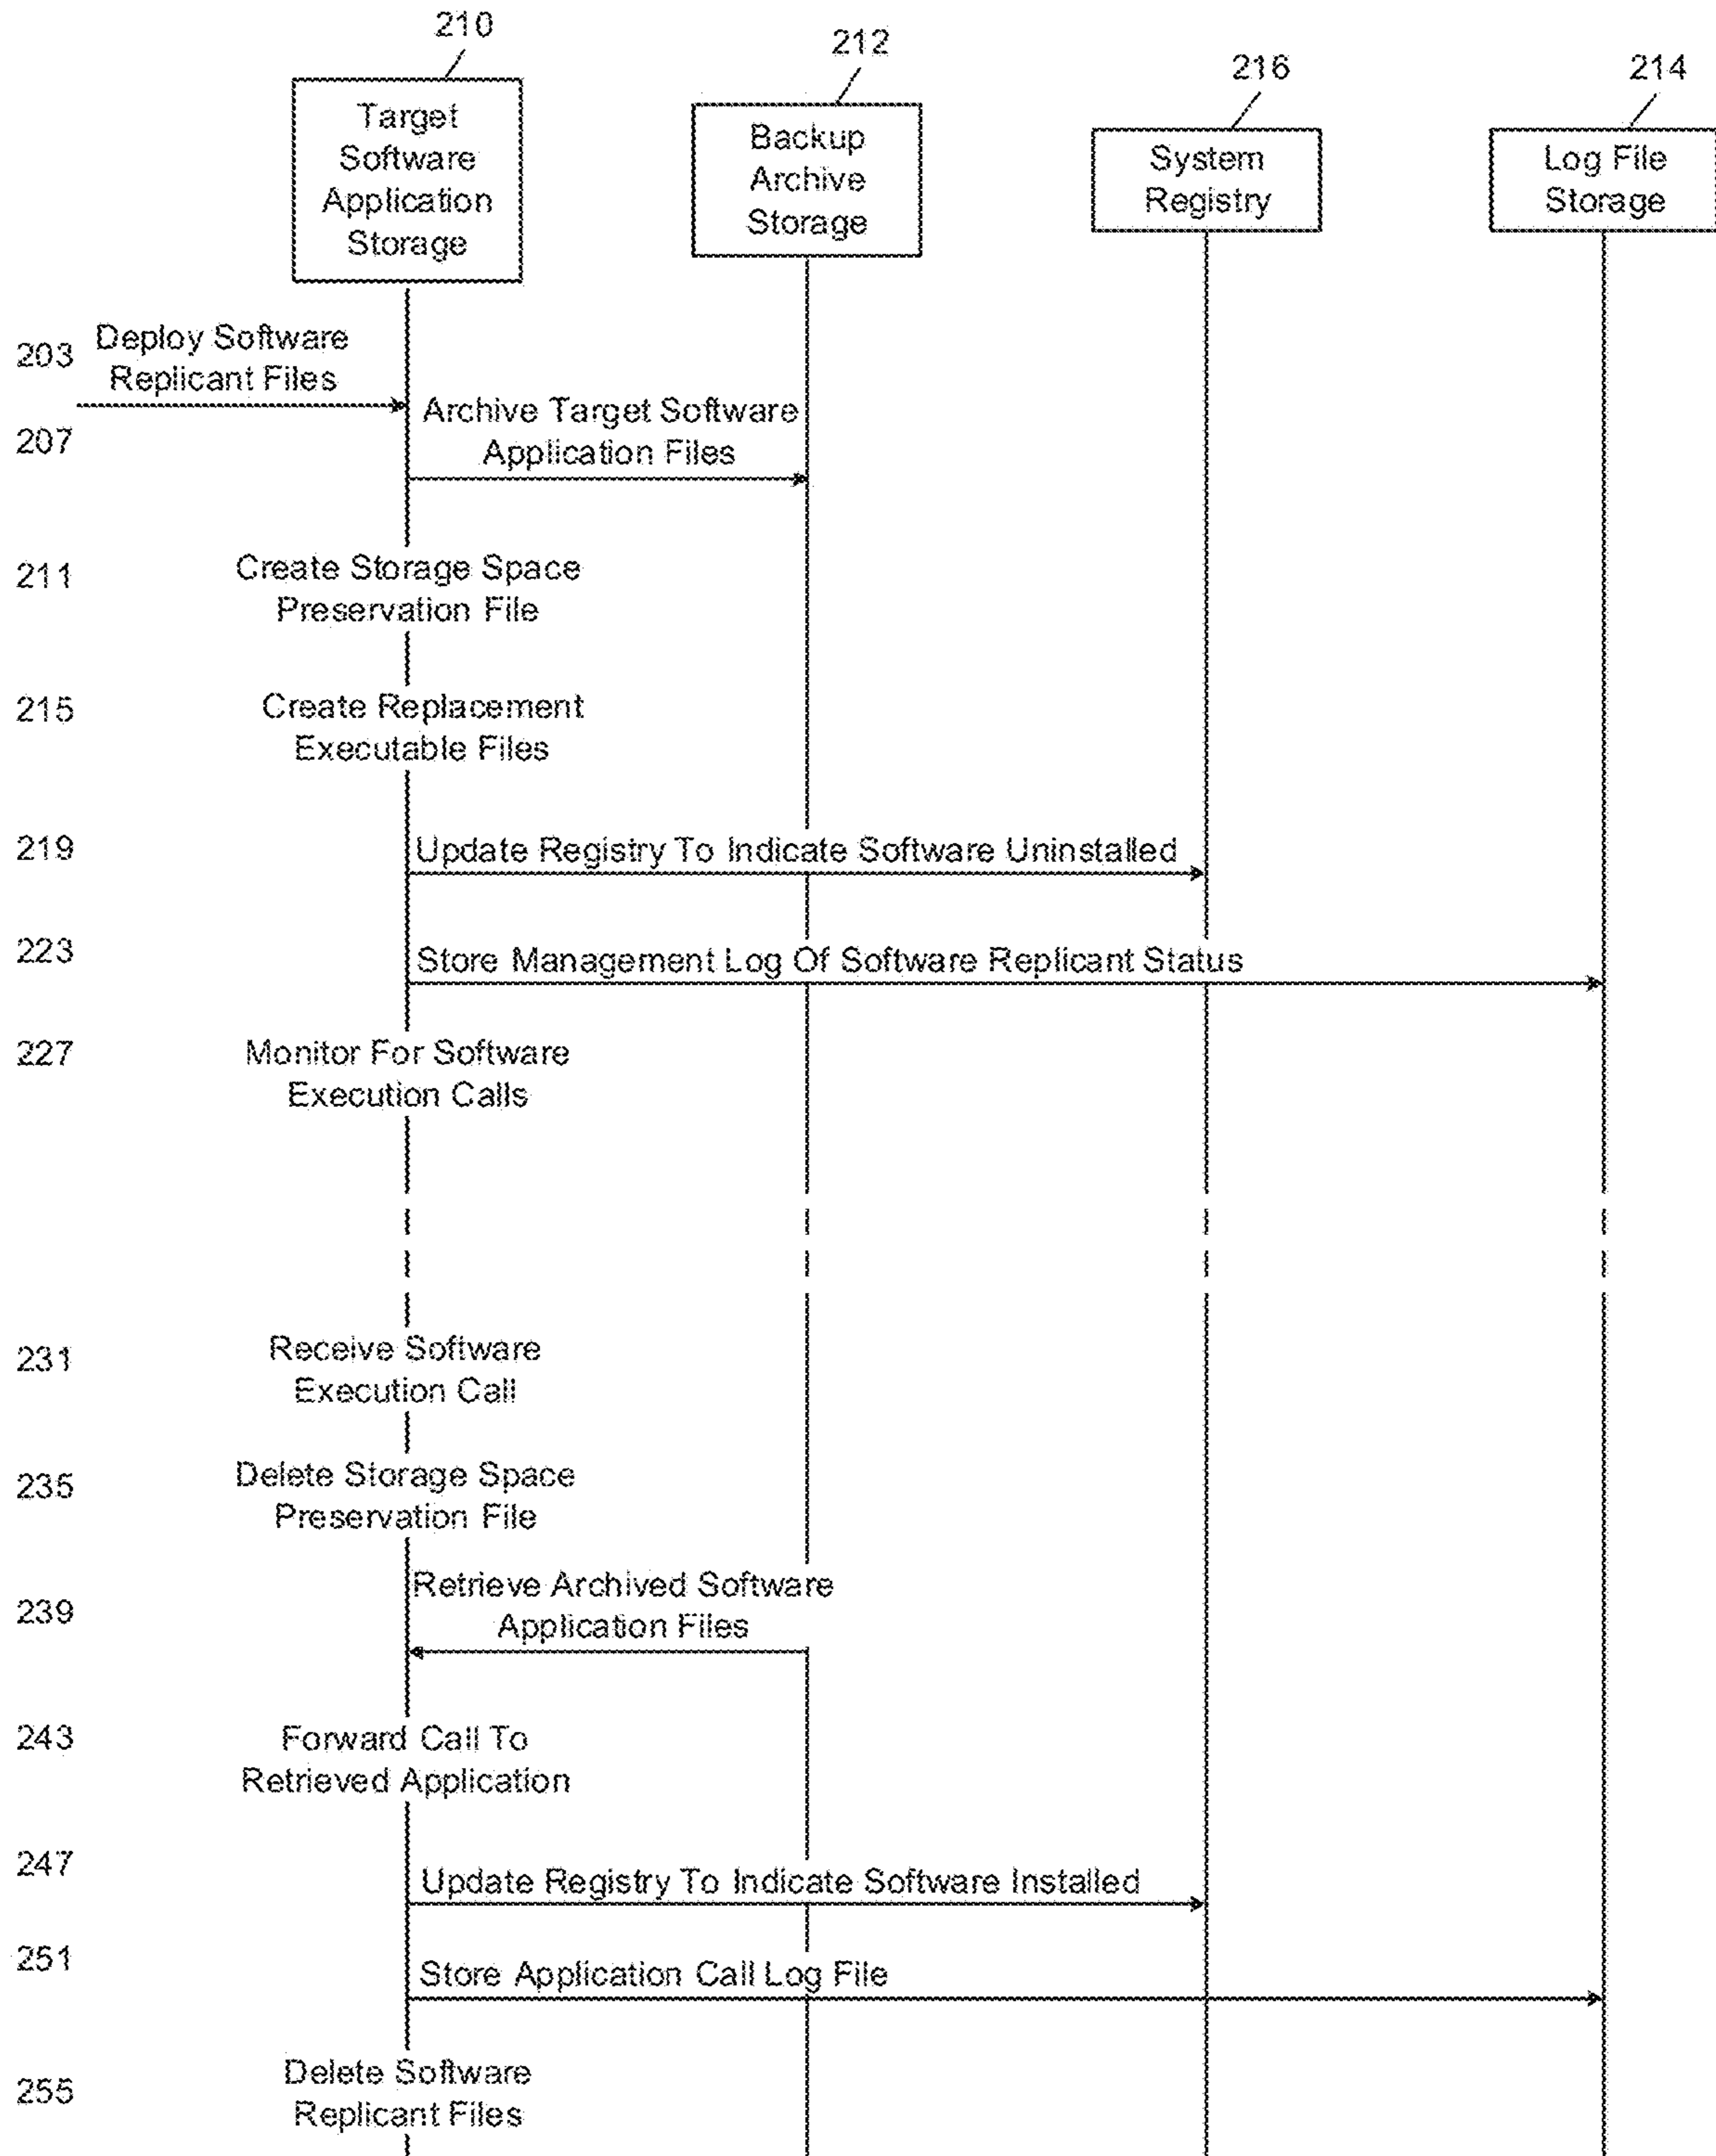 210
212
216
214
Target
Software
Application
Storage
Backup
Archive
Storage
System
Registry
Log File
Storage
203
Deploy Software
Replicant Files
207
Archive Target Software
Application Files
211
Create Storage Space
Preservation File
215
Create Replacement
Executable Files
219
Update Registry To Indicate Software Uninstalled
223
Store Management Log Of Software Replicant Status
227
Monitor For Software
Execution Calls
231
Receive Software
Execution Call
235
Delete Storage Space
Preservation File
239
Retrieve Archived Software
Application Files
243
Forward Call To
Retrieved Application
247
Update Registry To Indicate Software Installed
251
Store Application Call Log File
255
Delete Software
Replicant Files